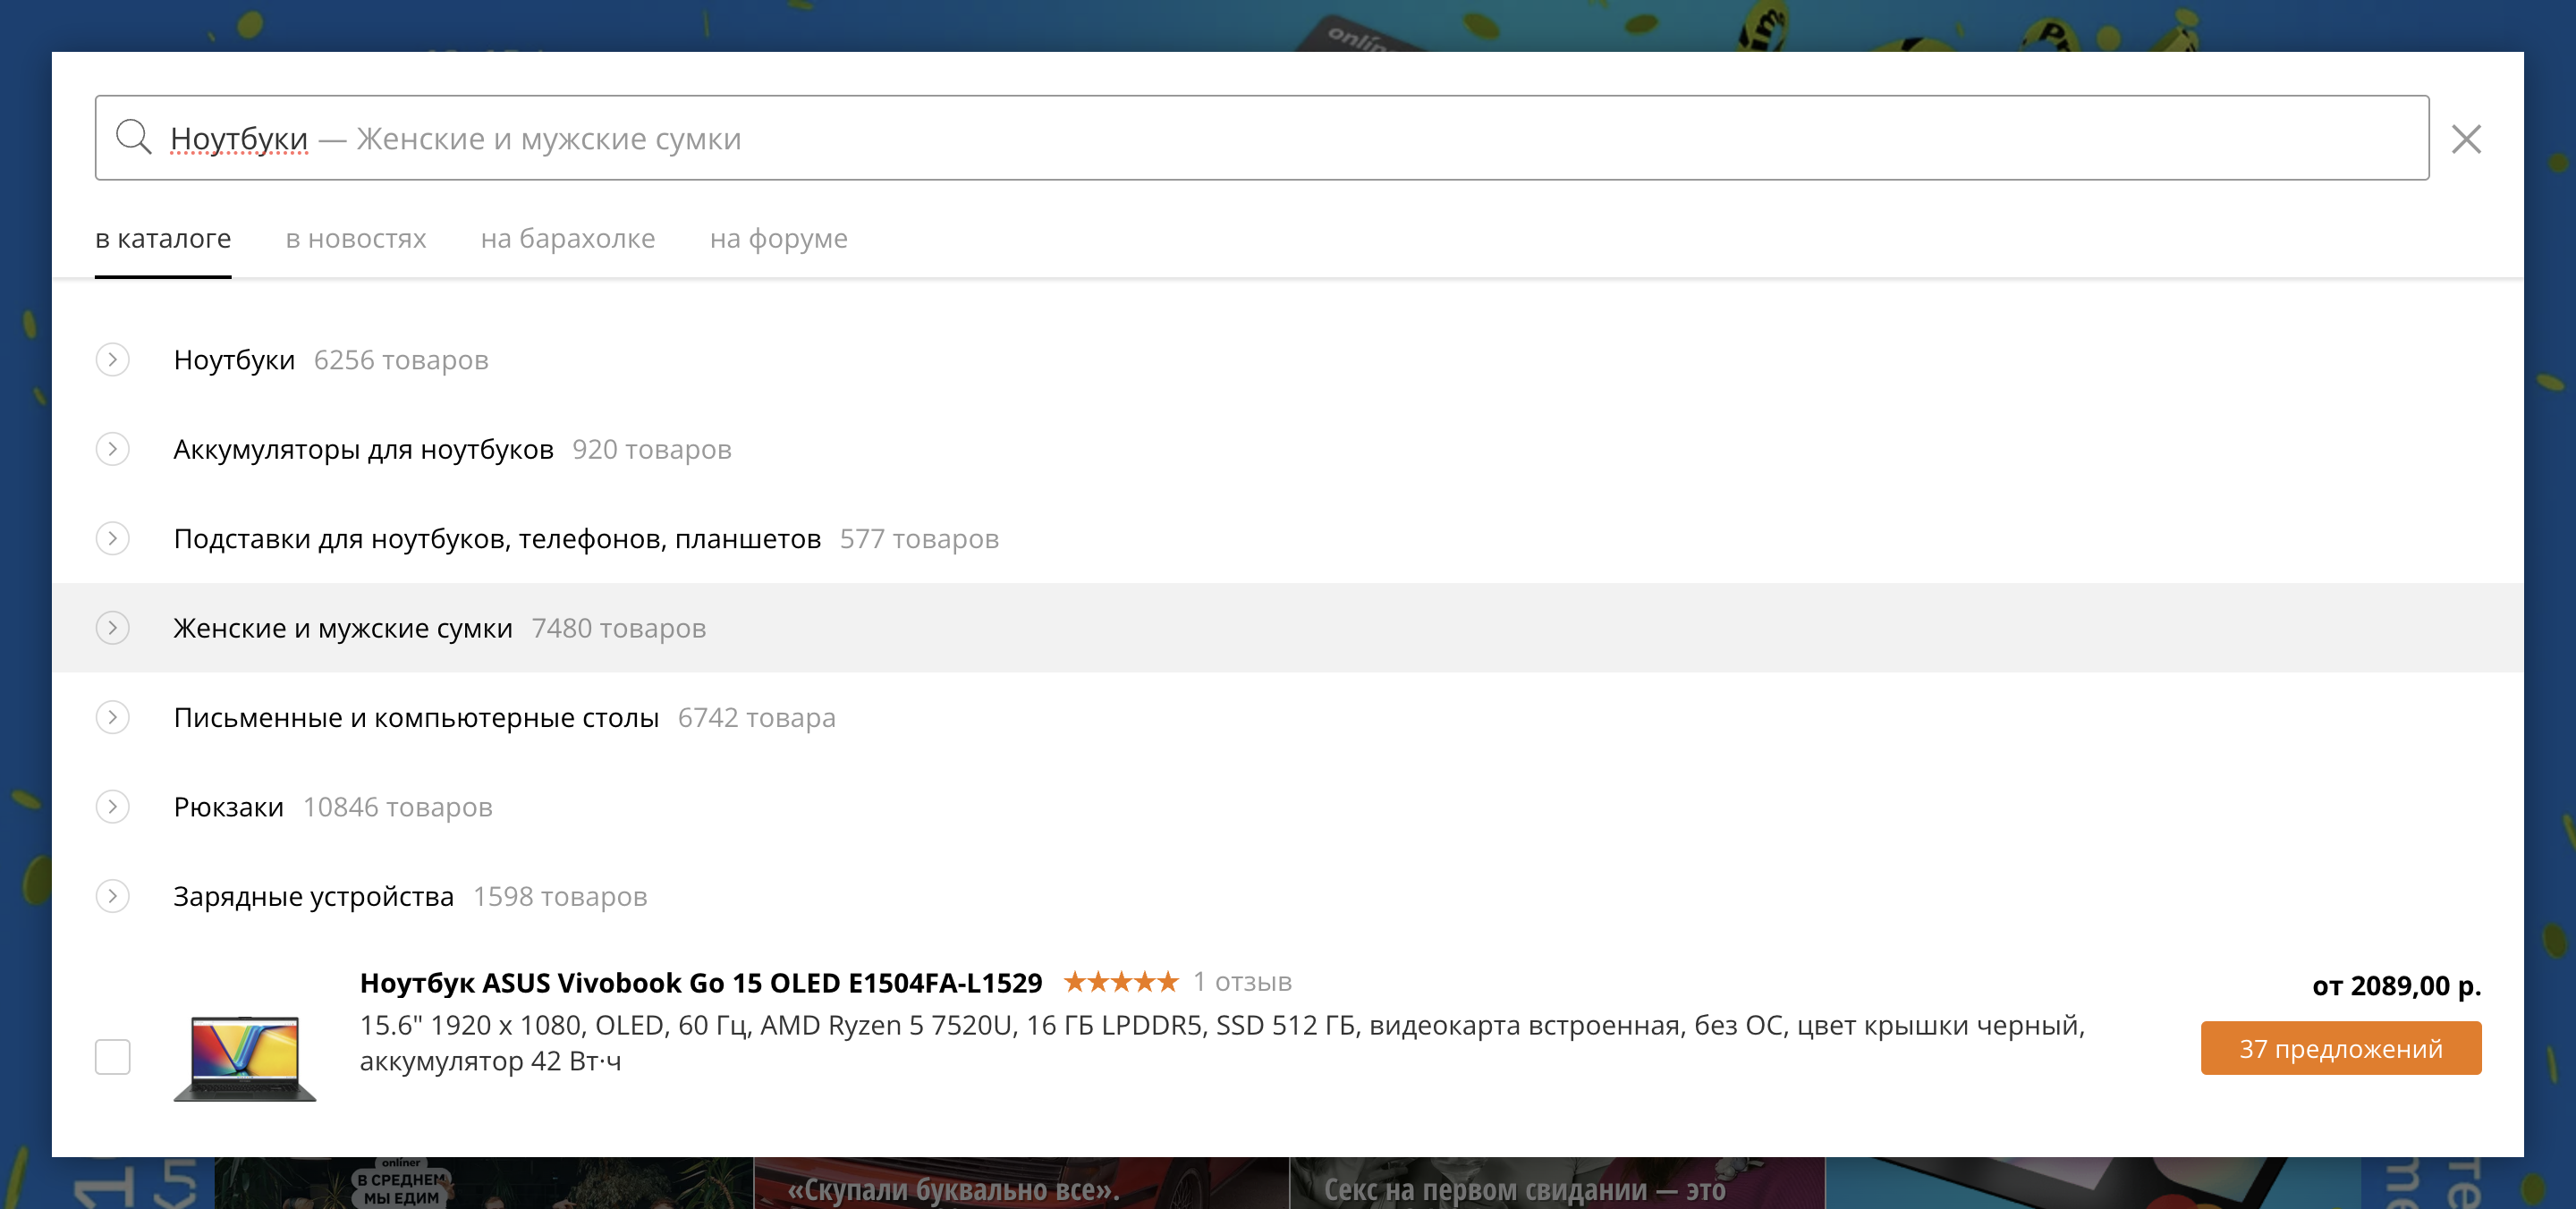 onlin
Ноутбуки — Женские и мужские сумки
в каталоге в новостях на барахолке на форуме
Ноутбуки 6256 товаров
Аккумуляторы для ноутбуков 920 товаров
Подставки для ноутбуков, телефонов, планшетов 577 товаров
Женские и мужские сумки 7480 товаров
Письменные и компьютерные столы 6742 товара
Рюкзаки 10846 товаров
Зарядные устройства 1598 товаров
Ноутбук ASUS Vivobook Go 15 OLED E1504FA-L1529 1 отзыв
от 2089,00 р.
15.6" 1920 x 1080, OLED, 60 Гц, AMD Ryzen 5 7520U, 16 ГБ LPDDR5, SSD 512 ГБ, видеокарта встроенная, без ОС, цвет крышки черный,
аккумулятор 42 Вт·ч
37 предложений
onliner
В СРЕДНЕМ
МЫ ЕДИМ
«Скупали буквально все».
Секс на первом свидании — это